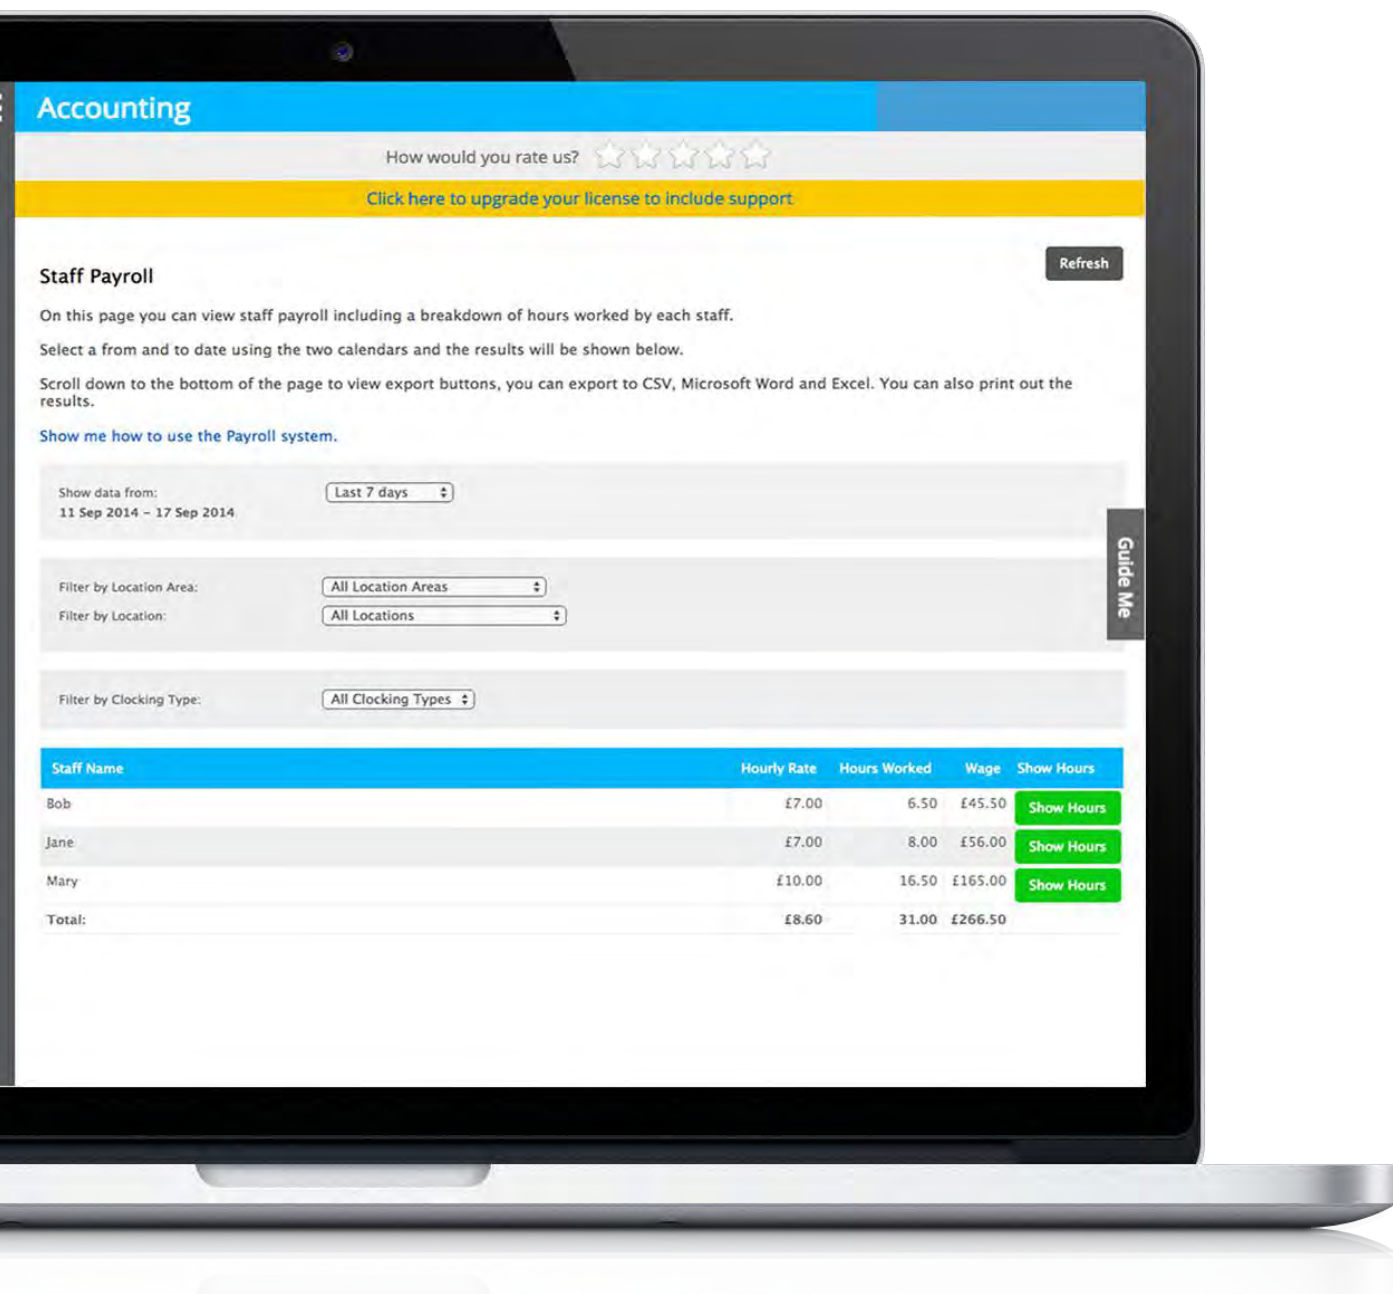 Accounting
How would you rate us?
Click here to upgrade your license to include support
Refresh
Staff Payroll
On this page you can view staff payroll including a breakdown of hours worked by each staff.
Select a from and to date using the two calendars and the results will be shown below.
Scroll down to the bottom of the page to view export buttons, you can export to CSV, Microsoft Word and Excel. You can also print out the
results.
Show me how to use the Payroll system.
Show data from: Last 7 days
11 Sep 2014 – 17 Sep 2014
Guide Me
Filter by Location Area: All Location Areas
Filter by Location: All Locations
Filter by Clocking Type: All Clocking Types
Staff Name Hourly Rate Hours Worked Wage Show Hours
Bob £7.00 6.50 £45.50 Show Hours
Jane £7.00 8.00 £56.00 Show Hours
Mary £10.00 16.50 £165.00 Show Hours
Total: £8.60 31.00 £266.50